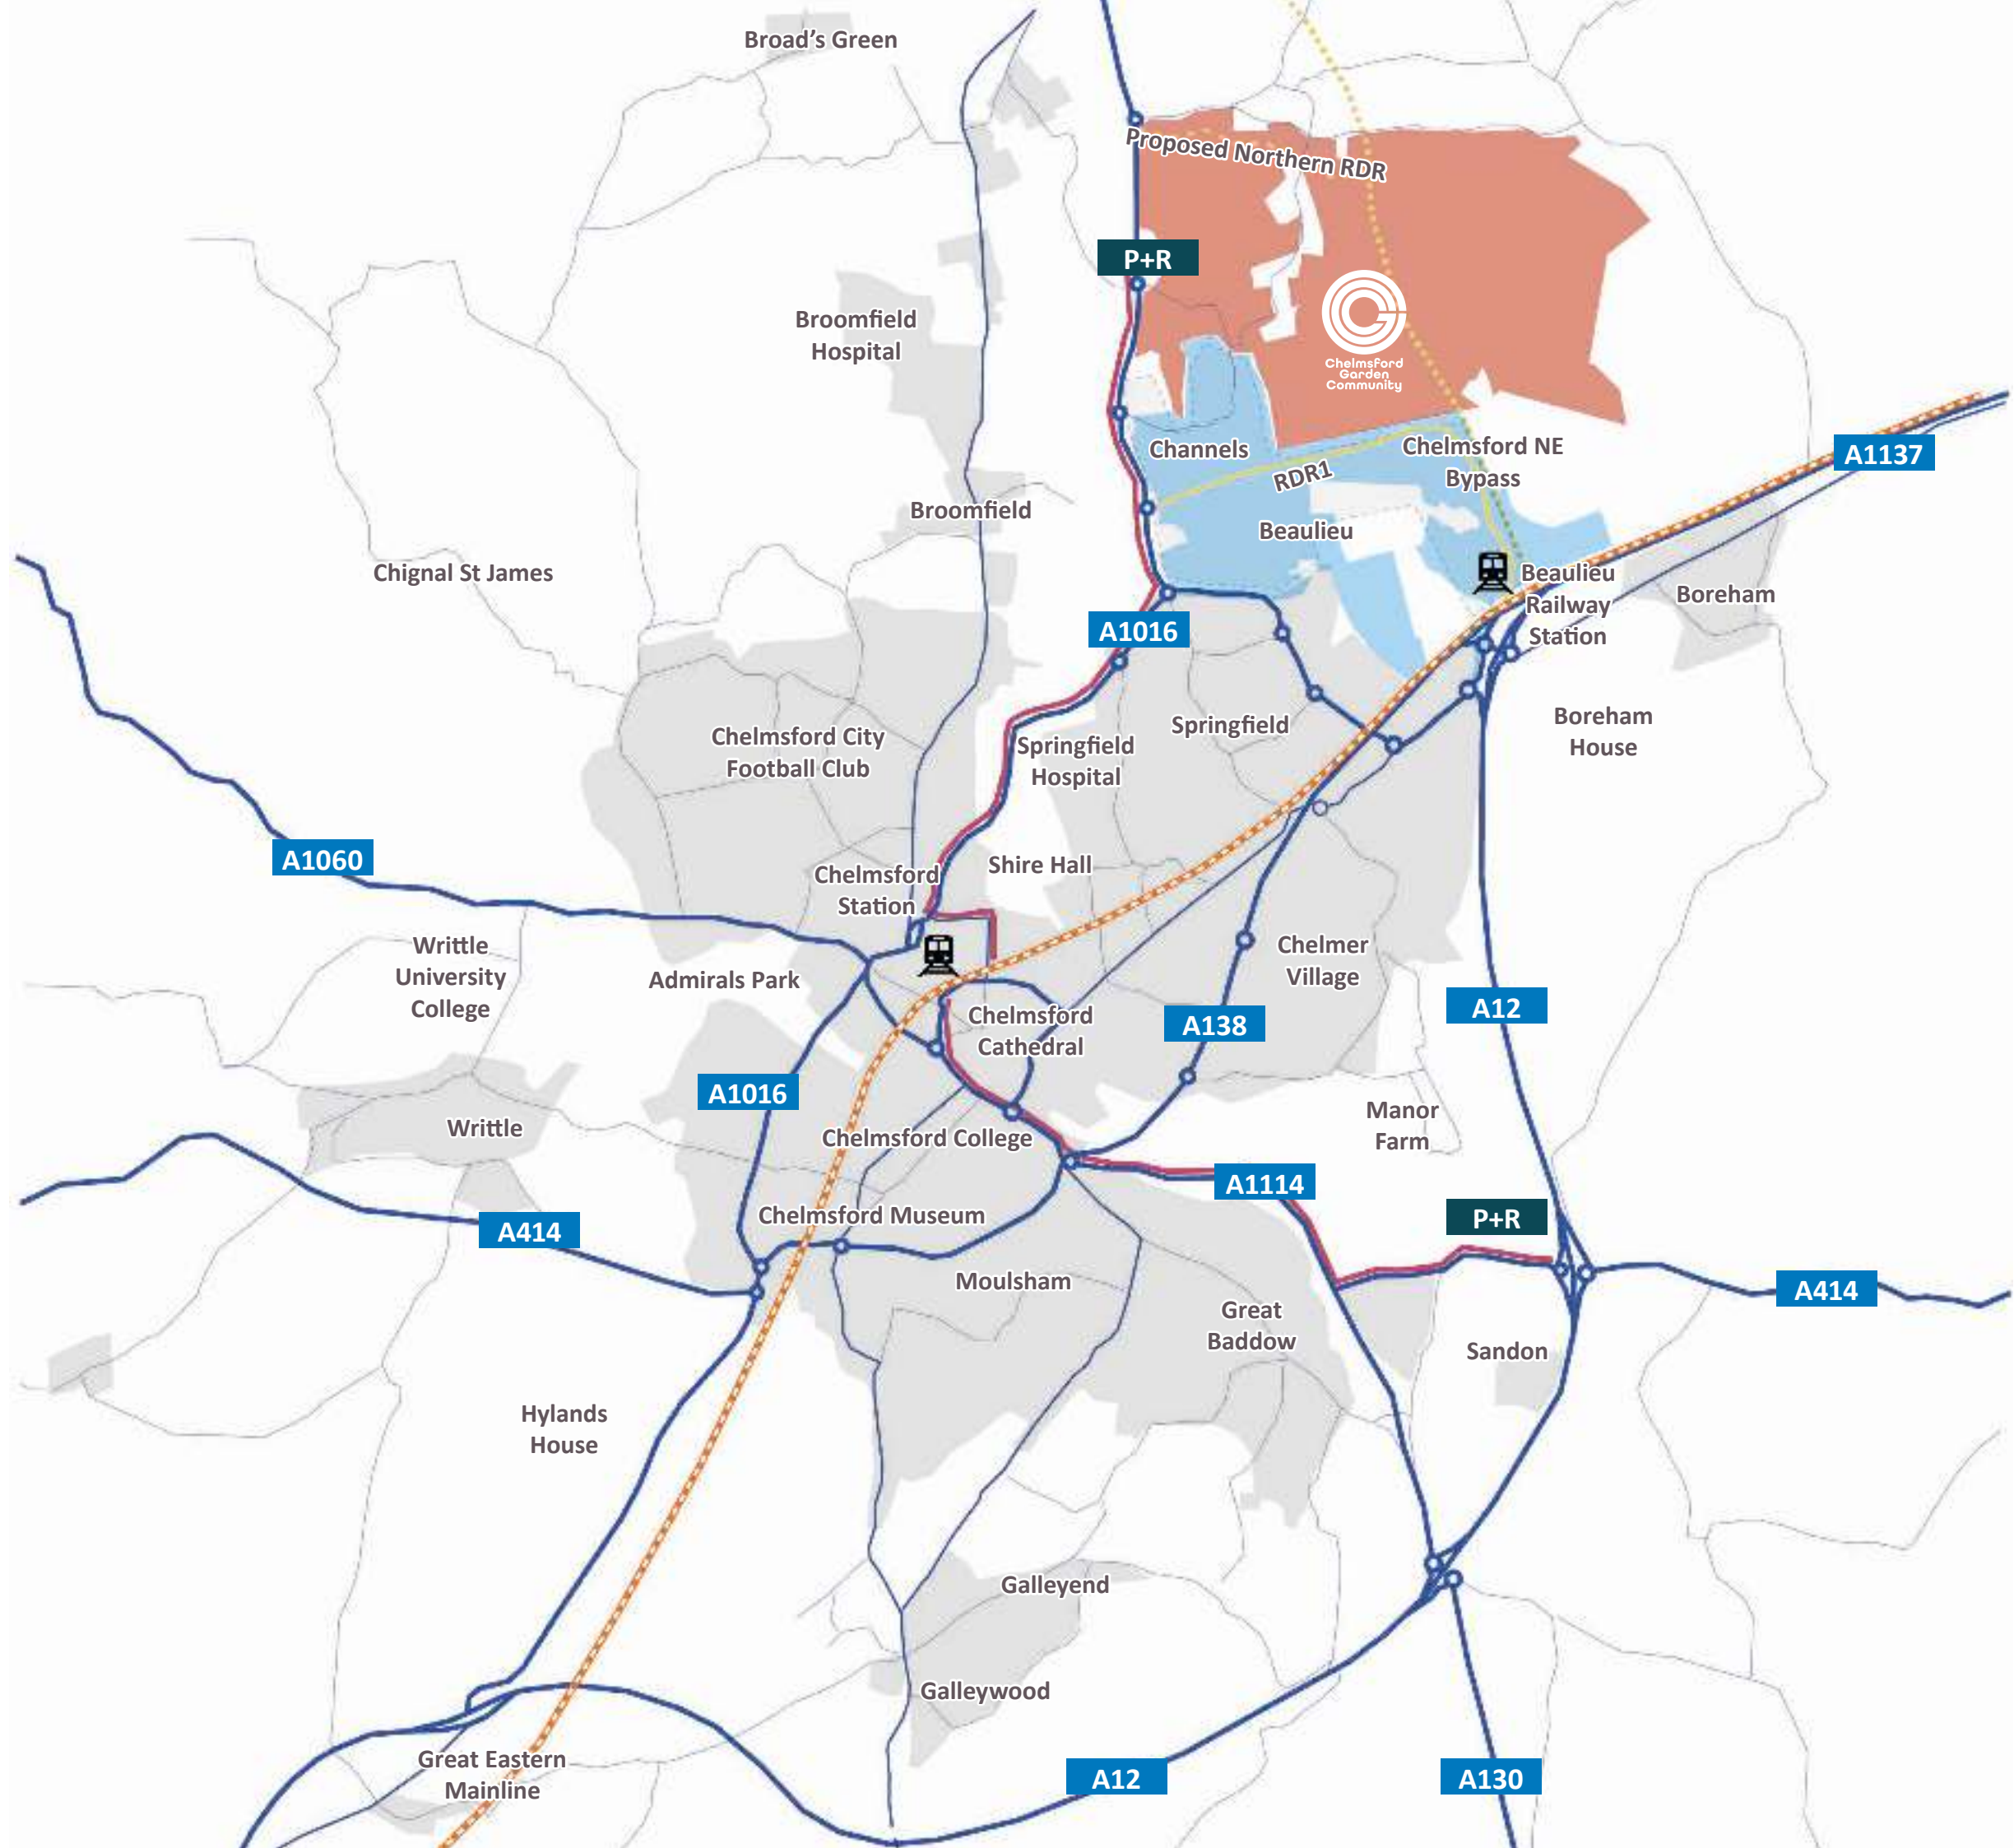 Broad's Green
Proposed Northern RDR
P+R
Broomfield
Hospital
Chelmsford
Garden
Community
Channels
Chelmsford NE
Bypass
A1137
RDR1
Broomfield
Beaulieu
Chignal St James
Beaulieu
Railway
Station
Boreham
A1016
Springfield
Boreham
House
Chelmsford City
Football Club
Springfield
Hospital
A1060
Shire Hall
Chelmsford
Station
Writtle
University
College
Admirals Park
Chelmer
Village
A12
Chelmsford
Cathedral
A138
A1016
Manor
Farm
Writtle
Chelmsford College
A1114
Chelmsford Museum
P+R
A414
Moulsham
A414
Great
Baddow
Sandon
Hylands
House
Galleyend
Galleywood
Great Eastern
Mainline
A12
A130